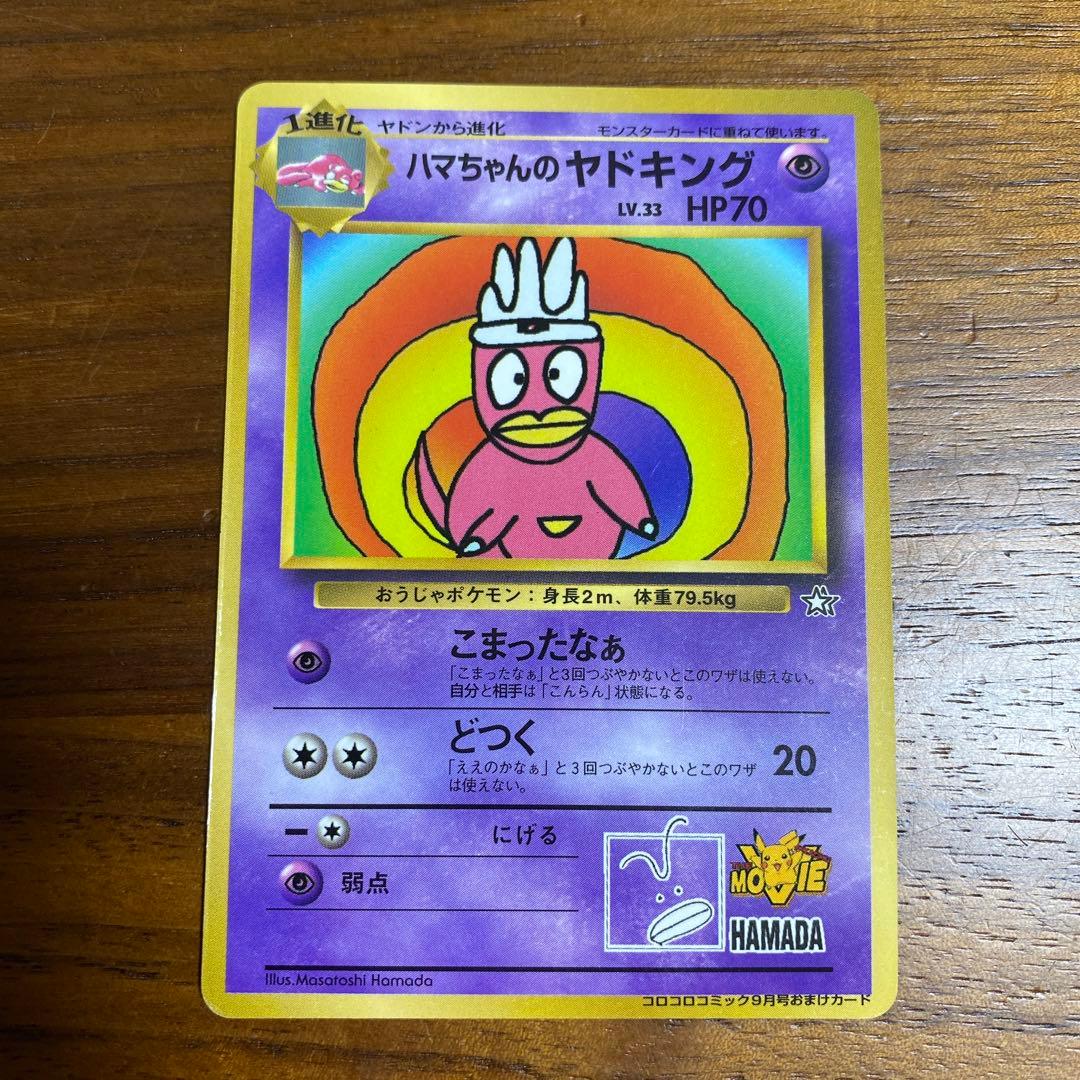 1進化 ヤドンから進化 モンスターカードに重ねて使います。
ハマちゃんのヤドキング
LV.33 HP70
おうじゃポケモン：身長2m、体重79.5kg
こまったなぁ
「こまったなぁ」と3回つぶやかないとこのワザは使えない。
自分と相手は「こんらん」状態になる。
どつく 20
「ええのかなぁ」と3回つぶやかないとこのワザ
は使えない。
にげる
弱点
MOVIE
HAMADA
Illus.Masatoshi Hamada
コロコロコミック9月号おまけカード